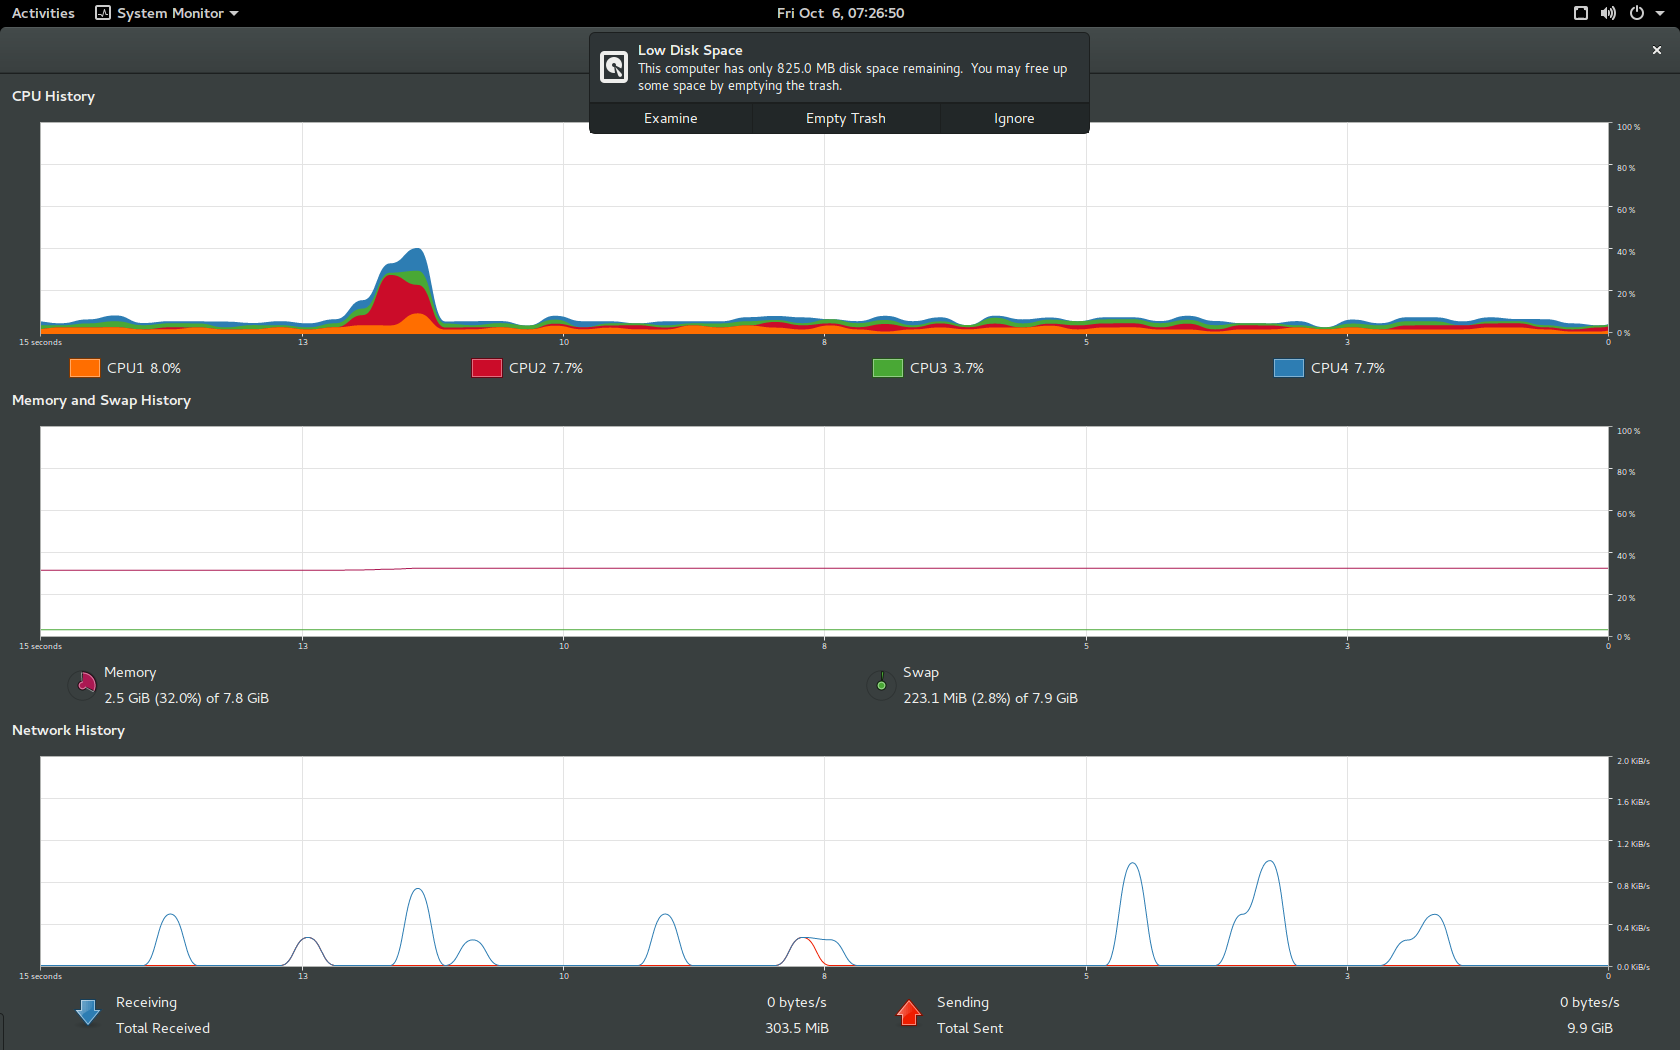 Activities System Monitor Fri Oct 6, 07:26:50
Low Disk Space
This computer has only 825.0 MB disk space remaining. You may free up
some space by emptying the trash.
Examine Empty Trash Ignore
CPU History
100 %
80 %
60 %
40 %
20 %
0 %
15 seconds 13 10 8 5 3 0
CPU1 8.0% CPU2 7.7% CPU3 3.7% CPU4 7.7%
Memory and Swap History
100 %
80 %
60 %
40 %
20 %
0 %
15 seconds 13 10 8 5 3 0
Memory Swap
2.5 GiB (32.0%) of 7.8 GiB 223.1 MiB (2.8%) of 7.9 GiB
Network History
2.0 KiB/s
1.6 KiB/s
1.2 KiB/s
0.8 KiB/s
0.4 KiB/s
0.0 KiB/s
15 seconds 13 10 8 5 3 0
Receiving 0 bytes/s Sending 0 bytes/s
Total Received 303.5 MiB Total Sent 9.9 GiB